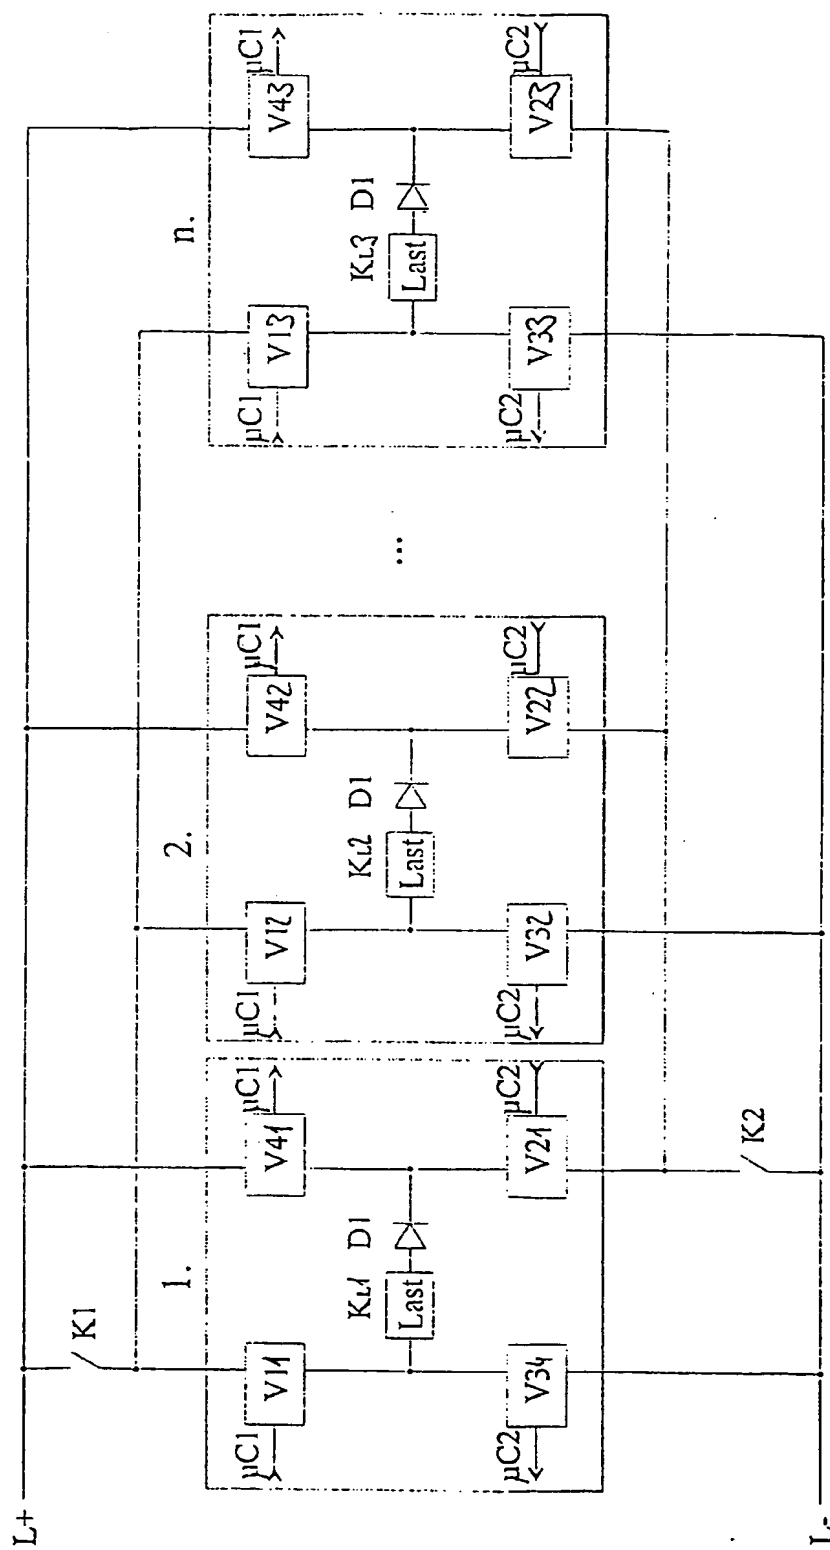 L+
K1
1.
2.
n.
µC1
V11
V41
µC1
µC1
V12
V42
µC1
µC1
V13
V43
µC1
KL1
D1
Last
KL2
D1
Last
...
KL3
D1
Last
µC2
V31
V21
µC2
µC2
V32
V22
µC2
µC2
V33
V23
µC2
K2
L-